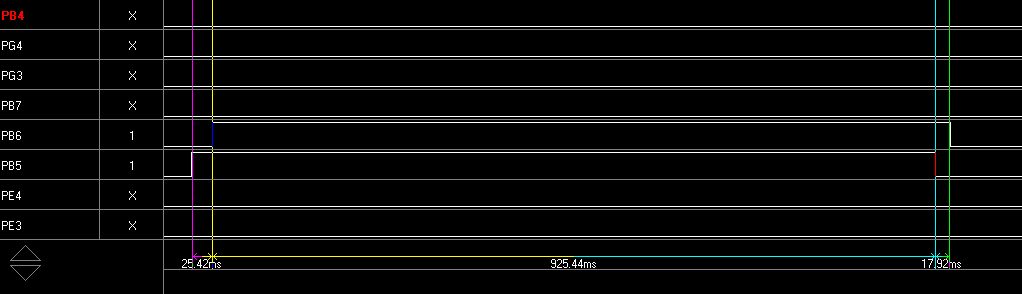 PB4 X
PG4 X
PG3 X
PB7 X
PB6 1
PB5 1
PE4 X
PE3 X
25.42ms 925.44ms 17.92ms